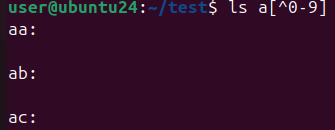 user@ubuntu24:~/test$ ls a[^0-9]
aa:
ab:
ac: